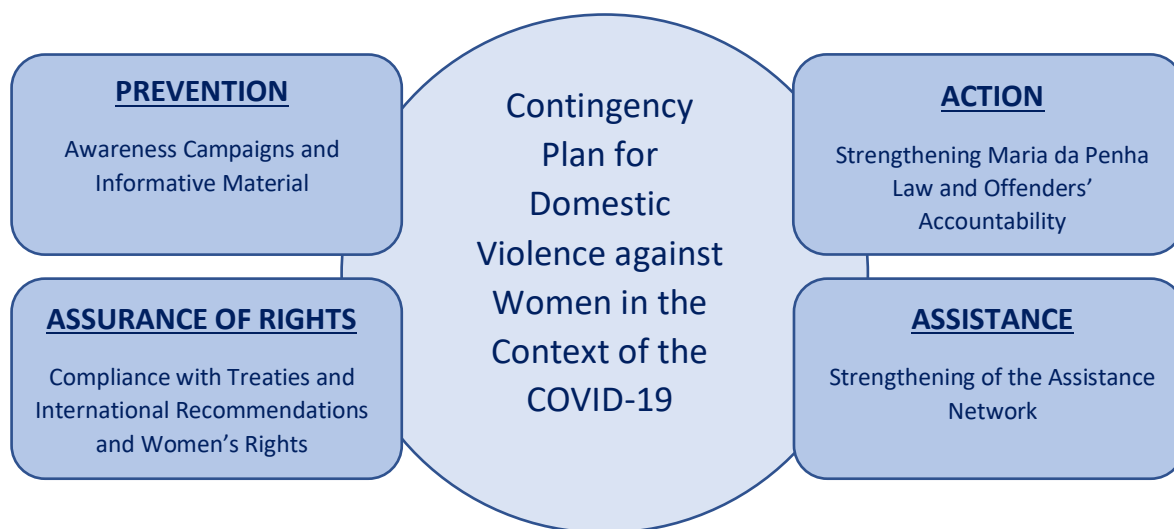 PREVENTION
Awareness Campaigns and
Informative Material
ASSURANCE OF RIGHTS
Compliance with Treaties and
International Recommendations
and Women’s Rights
Contingency
Plan for
Domestic
Violence against
Women in the
Context of the
COVID-19
ACTION
Strengthening Maria da Penha
Law and Offenders’
Accountability
ASSISTANCE
Strengthening of the Assistance
Network